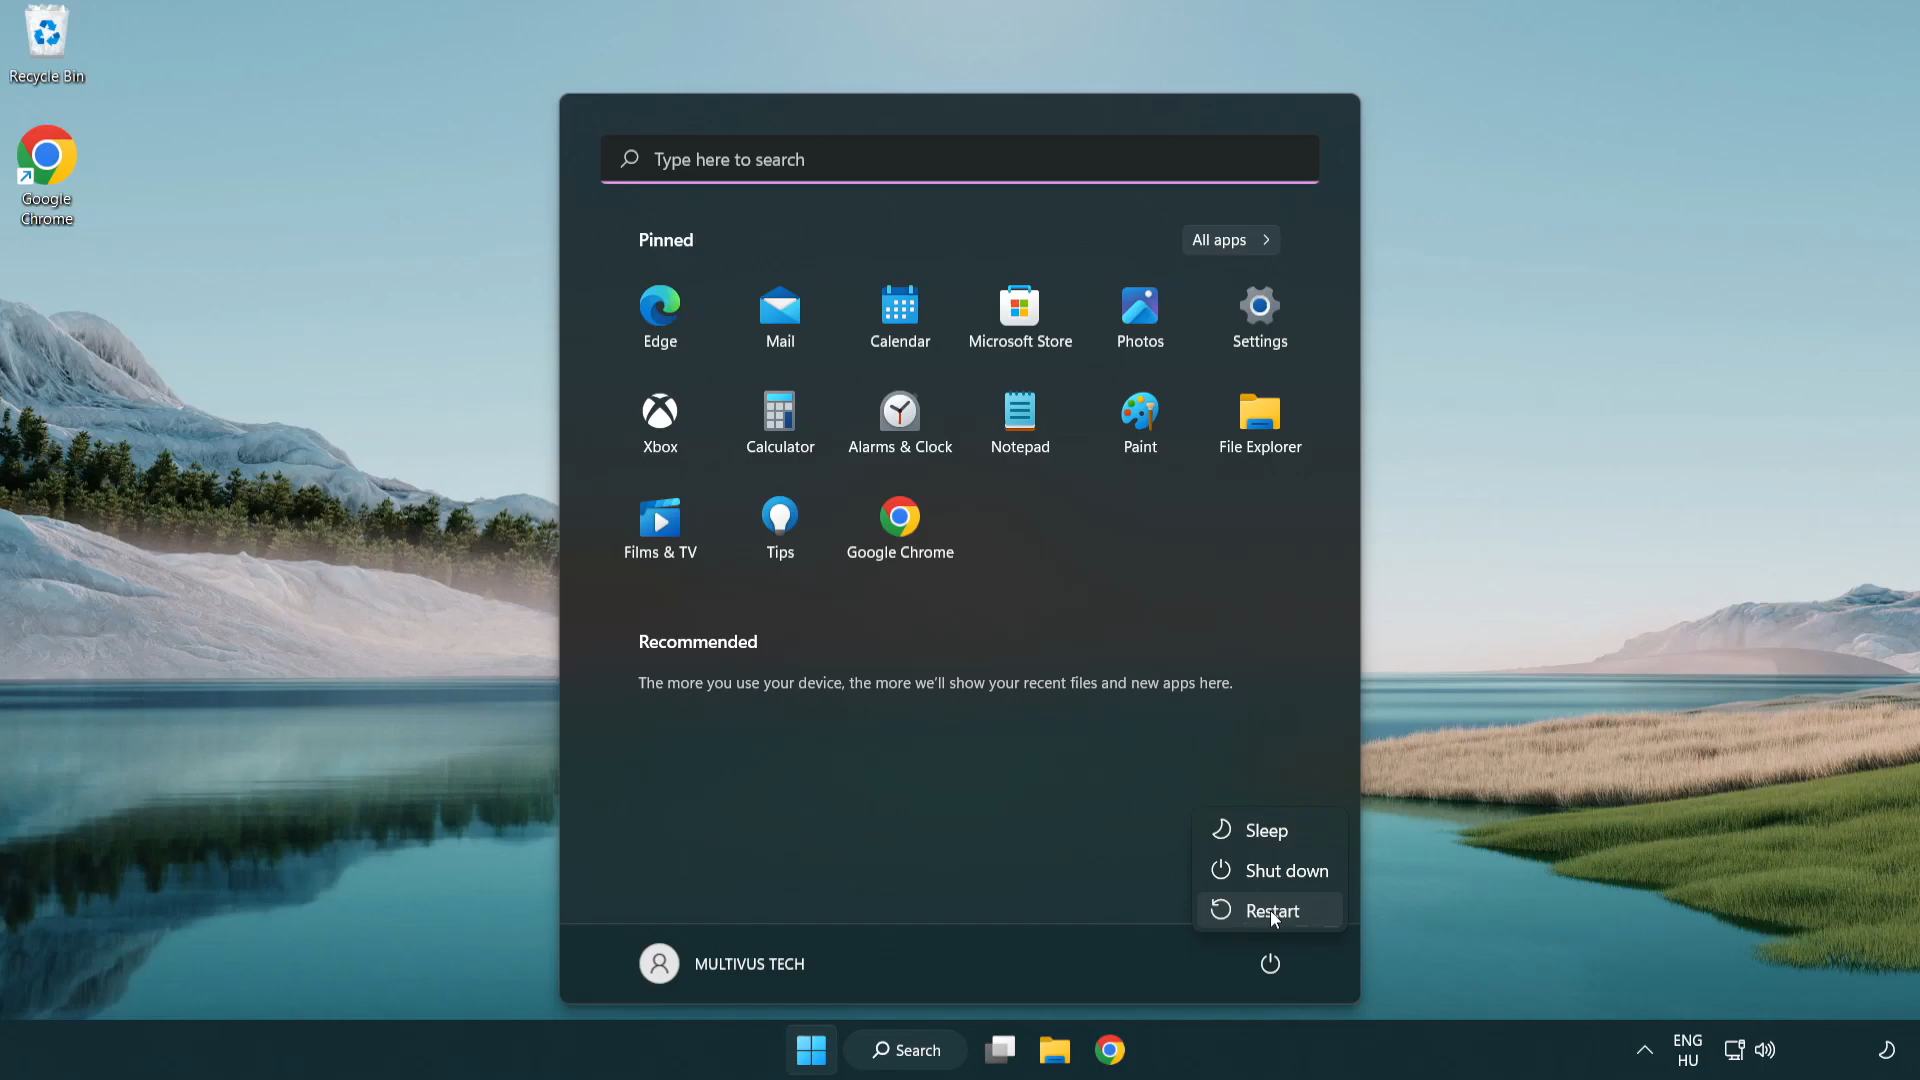 Recycle Bin
Google
Chrome
Type here to search
Pinned
All apps
Edge
Mail
Calendar
Microsoft Store
Photos
Settings
Xbox
Calculator
Alarms & Clock
Notepad
Paint
File Explorer
Films & TV
Tips
Google Chrome
Recommended
The more you use your device, the more we'll show your recent files and new apps here.
Sleep
Shut down
Restart
MULTIVUS TECH
Search
ENG
HU